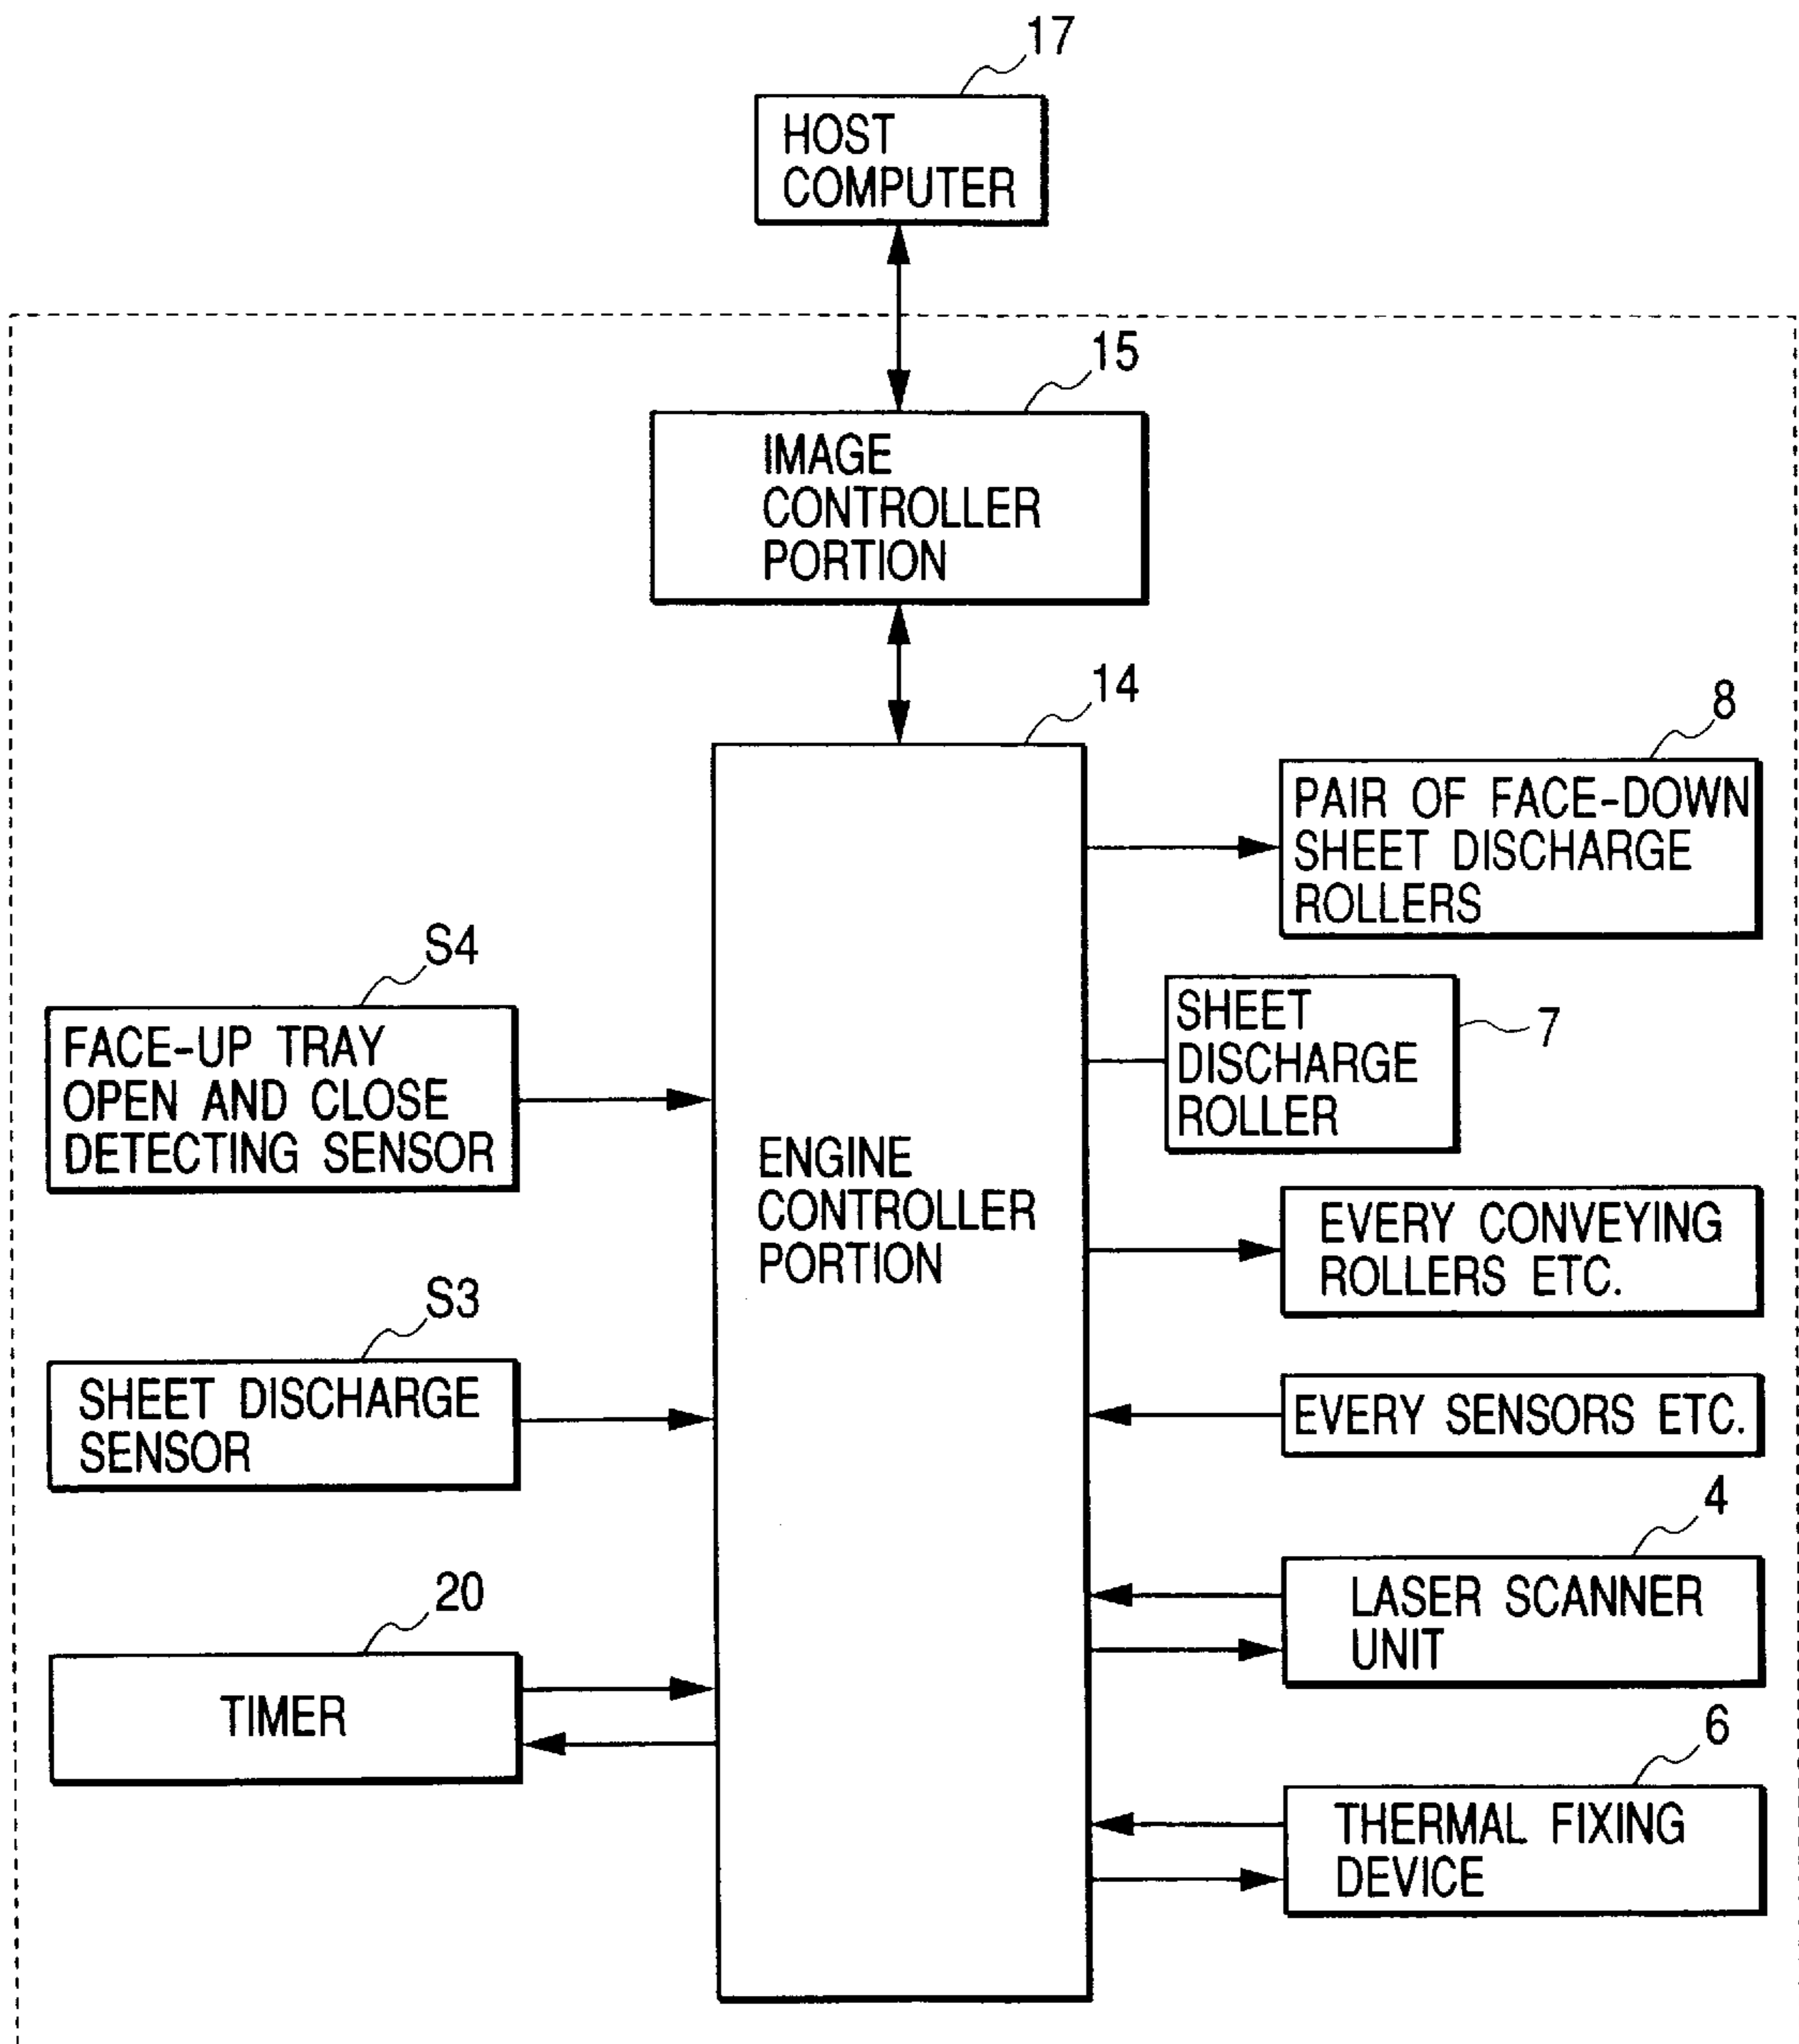 17
HOST
COMPUTER
15
IMAGE
CONTROLLER
PORTION
14
8
PAIR OF FACE-DOWN
SHEET DISCHARGE
ROLLERS
S4
FACE-UP TRAY
OPEN AND CLOSE
DETECTING SENSOR
SHEET
DISCHARGE
ROLLER
7
ENGINE
CONTROLLER
PORTION
EVERY CONVEYING
ROLLERS ETC.
S3
SHEET DISCHARGE
SENSOR
EVERY SENSORS ETC.
4
LASER SCANNER
UNIT
20
TIMER
6
THERMAL FIXING
DEVICE